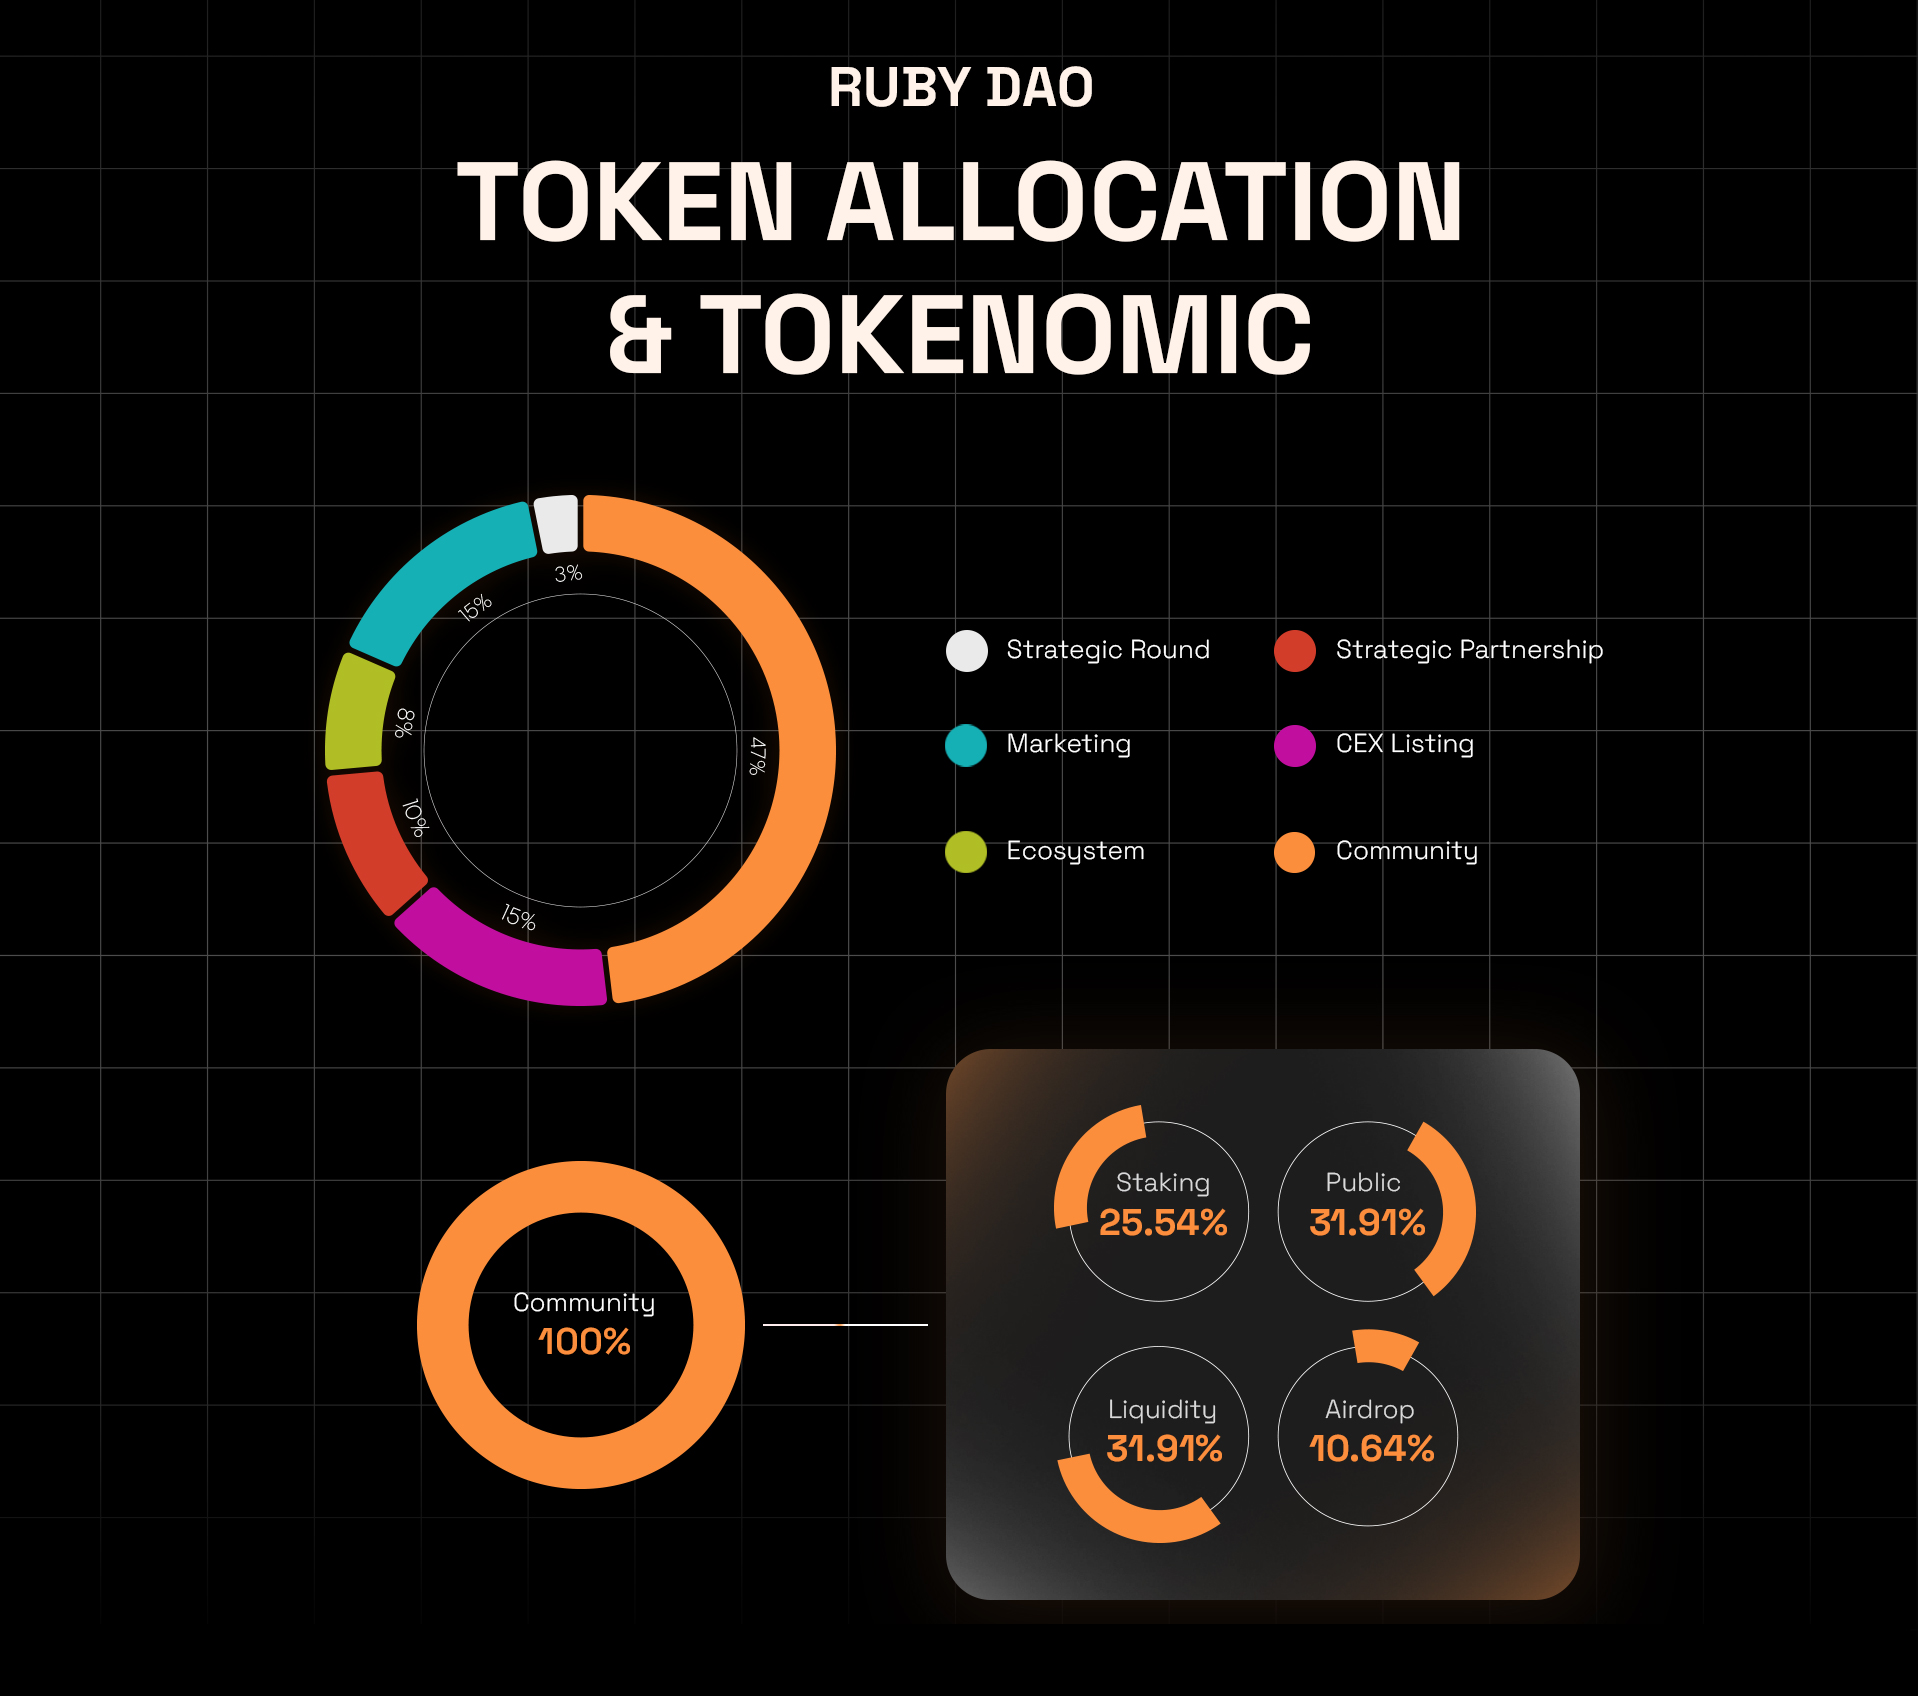 RUBY DAO
TOKEN ALLOCATION
& TOKENOMIC
3%
15%
8%
10%
15%
47%
Strategic Round
Strategic Partnership
Marketing
CEX Listing
Ecosystem
Community
Community
100%
Staking
25.54%
Public
31.91%
Liquidity
31.91%
Airdrop
10.64%